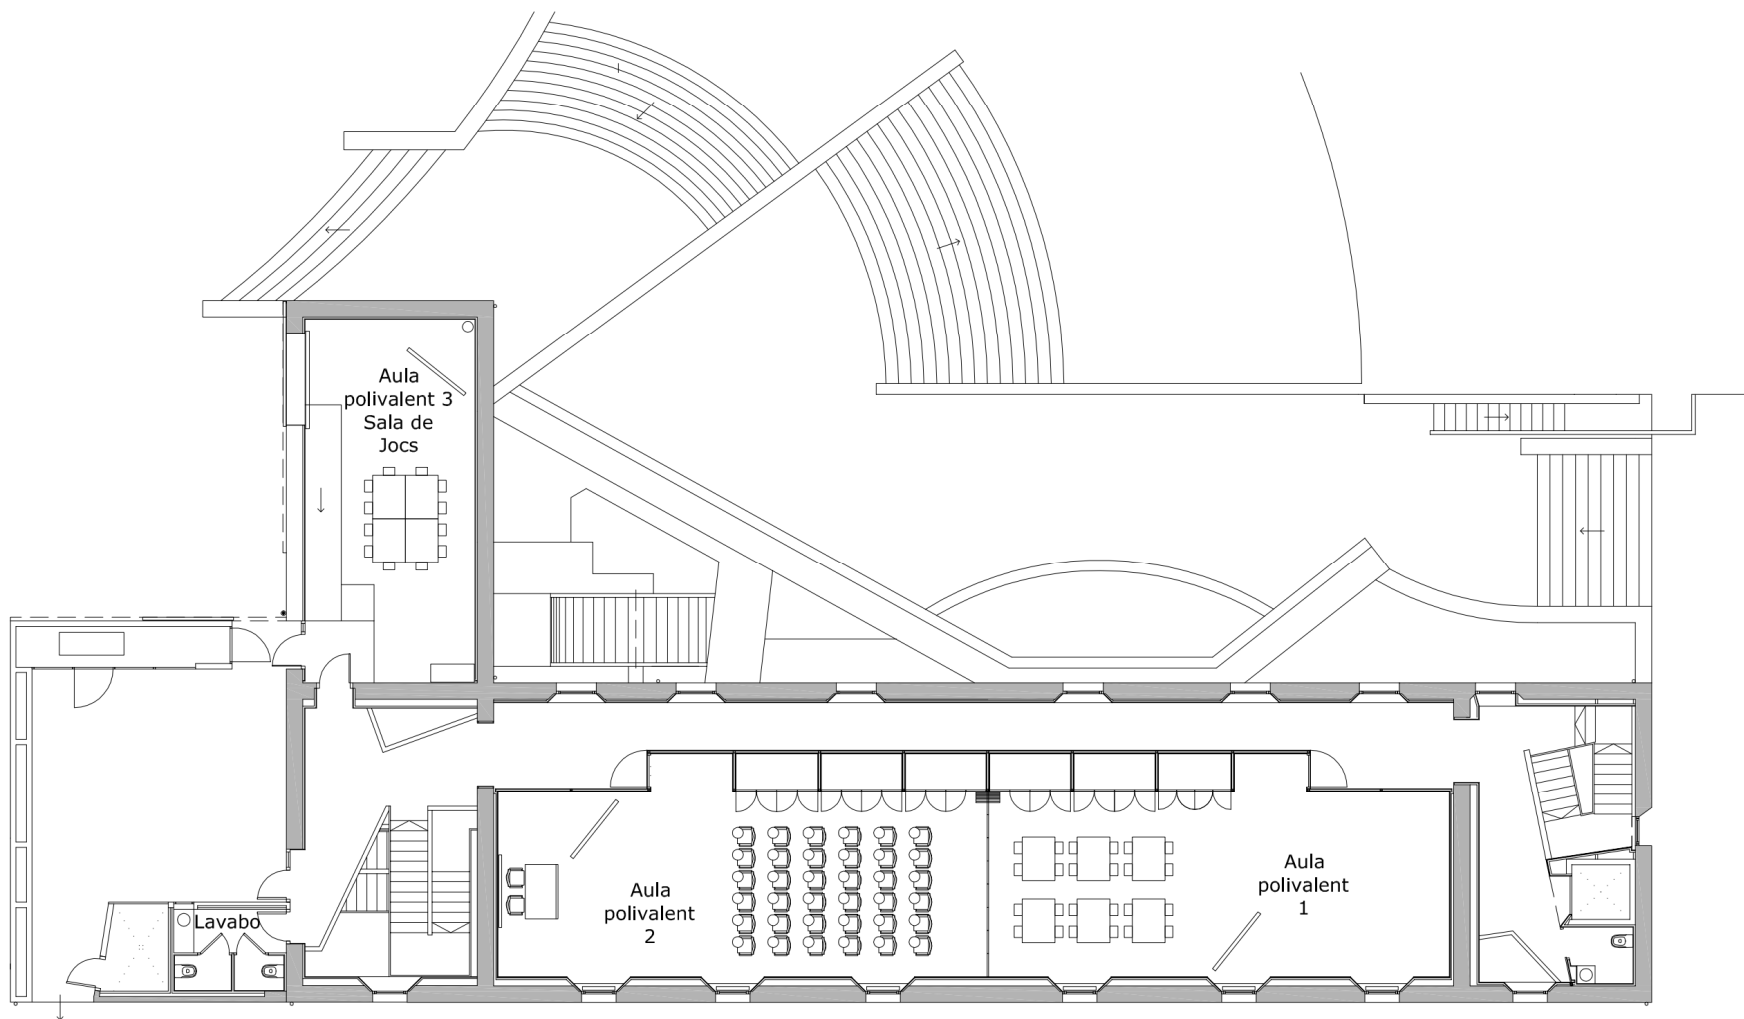 Aula
polivalent 3
Sala de
Jocs
Lavabo
Aula
polivalent
2
Aula
polivalent
1